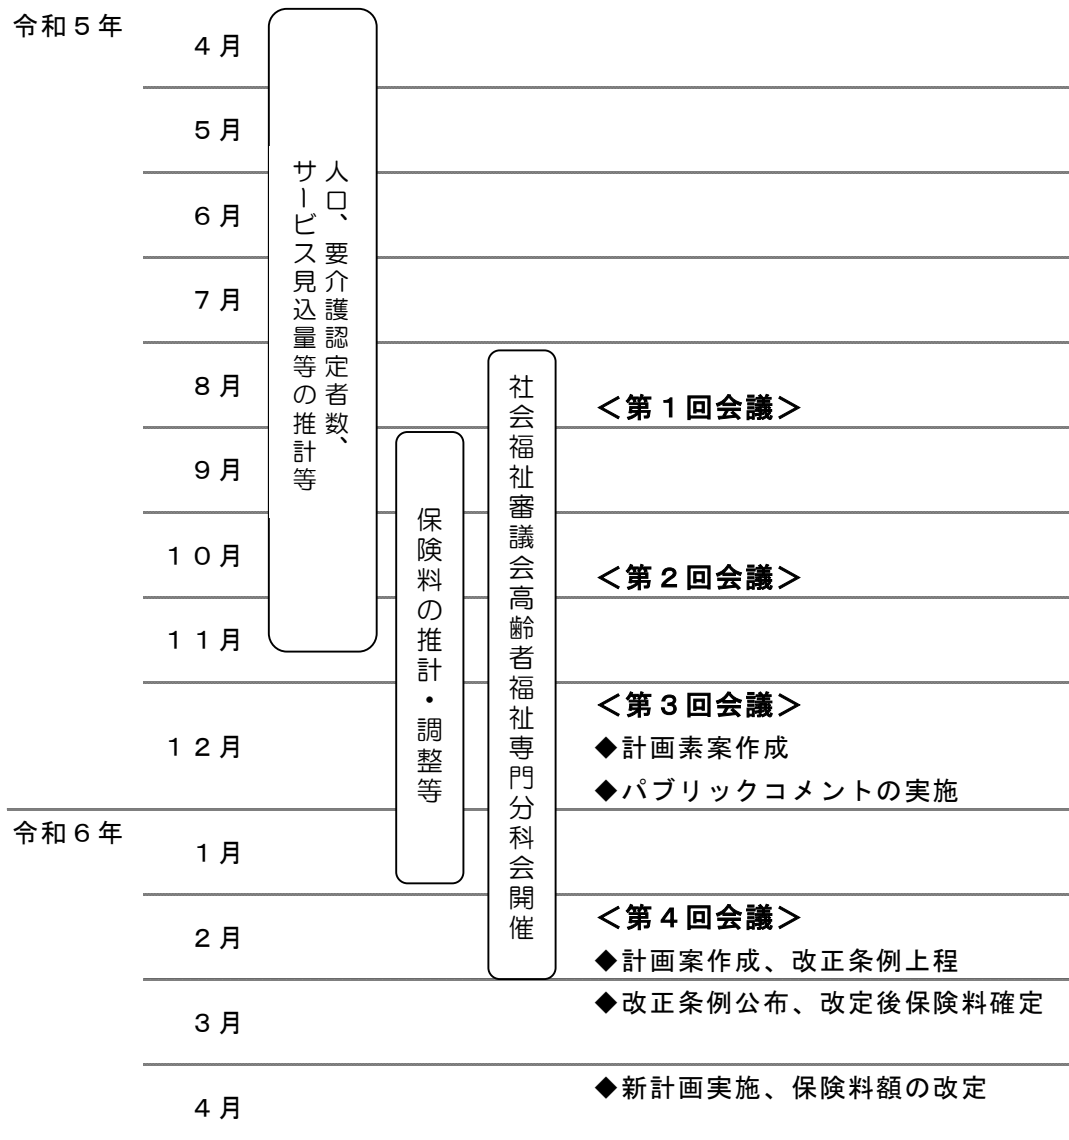 令和５年
４月
５月
６月
７月
８月
９月
１０月
１１月
１２月
令和６年
１月
２月
３月
４月
人口、要介護認定者数、
サービス見込量等の推計等
保険料の推計・調整等
社会福祉審議会高齢者福祉専門分科会開催
＜第１回会議＞
＜第２回会議＞
＜第３回会議＞
◆計画素案作成
◆パブリックコメントの実施
＜第４回会議＞
◆計画案作成、改正条例上程
◆改正条例公布、改定後保険料確定
◆新計画実施、保険料額の改定